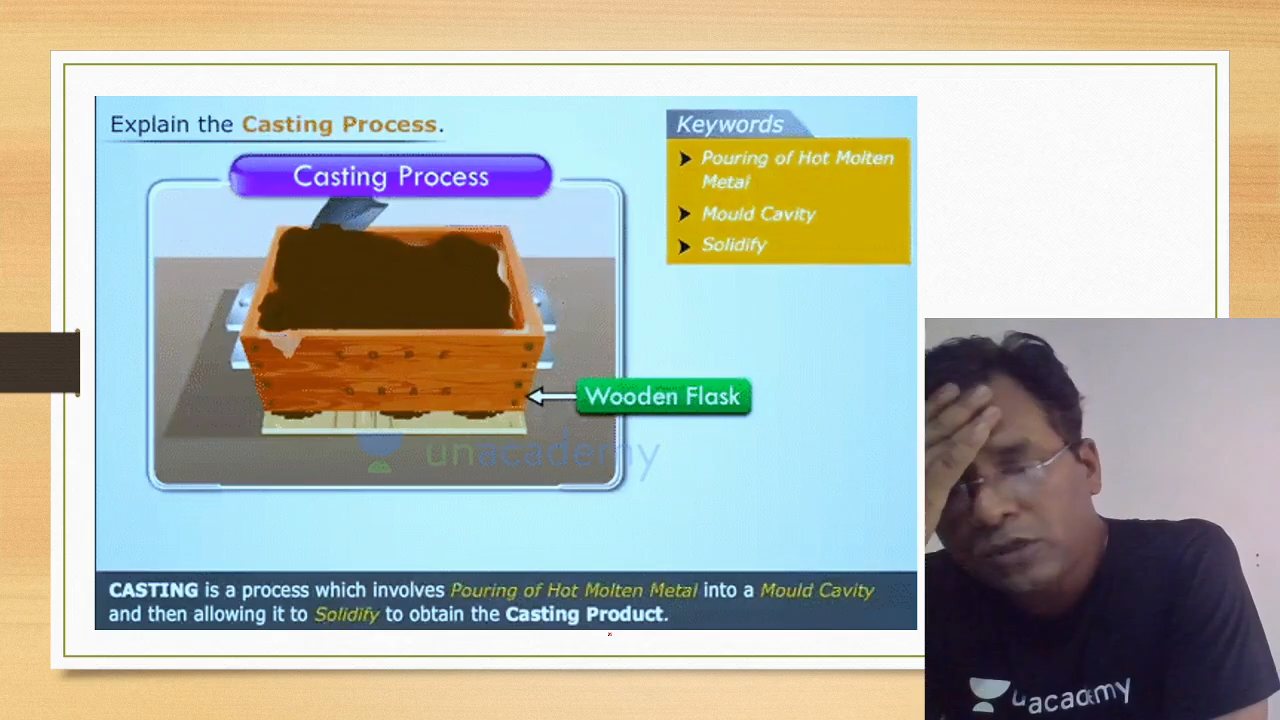 Explain the Casting Process.
Keywords
Casting Process
Pouring of Hot Molten
Metal
Mould Cavity
Solidify
C O P E
D R A G
Wooden Flask
unacademy
CASTING is a process which involves Pouring of Hot Molten Metal into a Mould Cavity
and then allowing it to Solidify to obtain the Casting Product.
unacademy